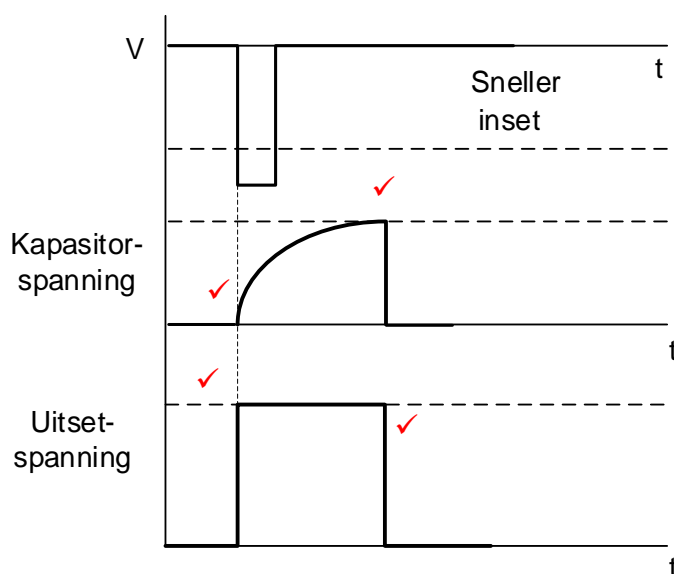 V
t
Sneller
inset
Kapasitor-
spanning
t
Uitset-
spanning
t